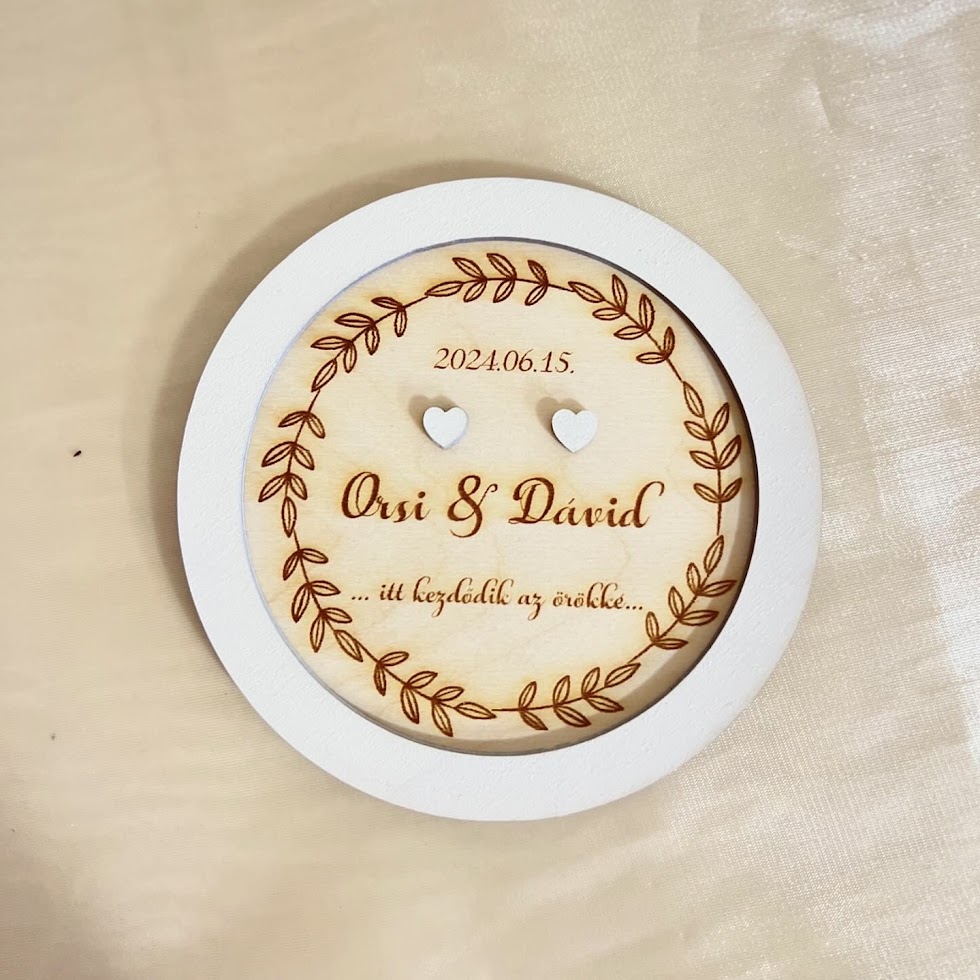 2024.06.15.
Orsi & Dávid
... itt kezdődik az örökké...